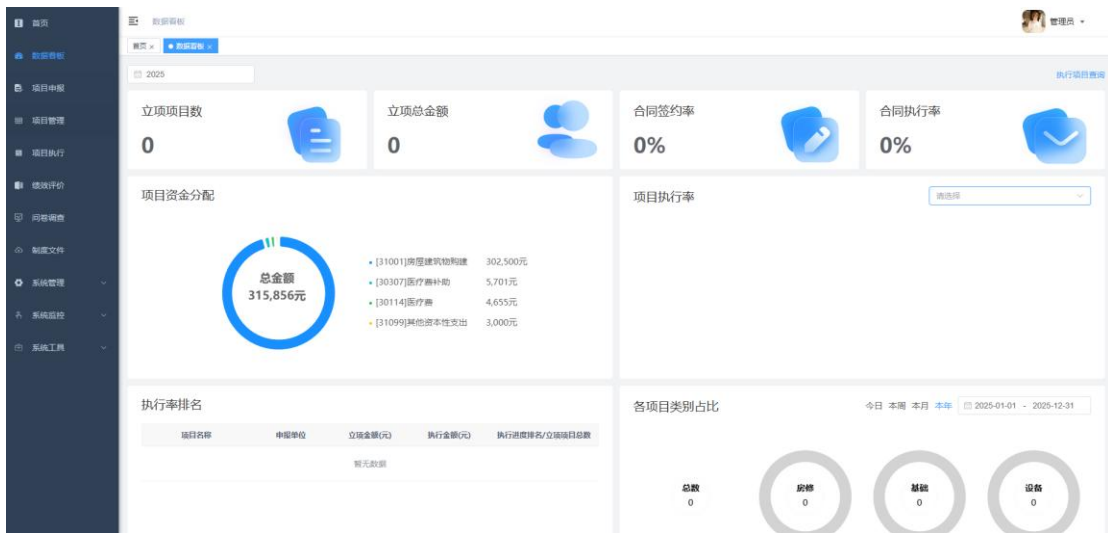 首页
数据看板
项目申报
项目管理
项目执行
绩效评价
问卷调查
制度文件
系统管理
系统监控
系统工具
数据看板
管理员
首页 ×
数据看板 ×
2025
执行项目查询
立项项目数
0
立项总金额
0
合同签约率
0%
合同执行率
0%
项目资金分配
总金额
315,856元
[31001]房屋建筑物购建 302,500元
[30307]医疗费补助 5,701元
[30114]医疗费 4,655元
[31099]其他资本性支出 3,000元
项目执行率
请选择
执行率排名
项目名称 申报单位 立项金额(元) 执行金额(元) 执行进度排名/立项项目总数
暂无数据
各项目类别占比
今日 本周 本月 本年 2025-01-01 - 2025-12-31
总数
0
房修
0
基础
0
设备
0